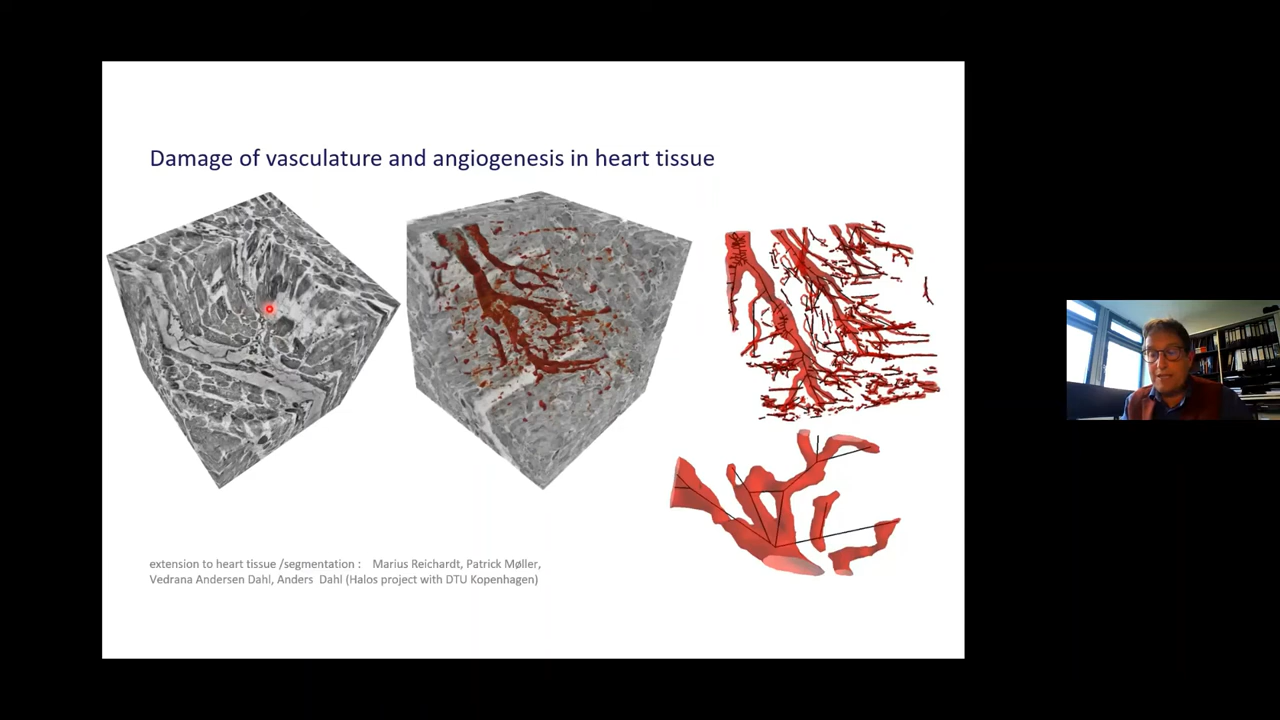 Damage of vasculature and angiogenesis in heart tissue
extension to heart tissue /segmentation : Marius Reichardt, Patrick Møller,
Vedrana Andersen Dahl, Anders Dahl (Halos project with DTU Kopenhagen)